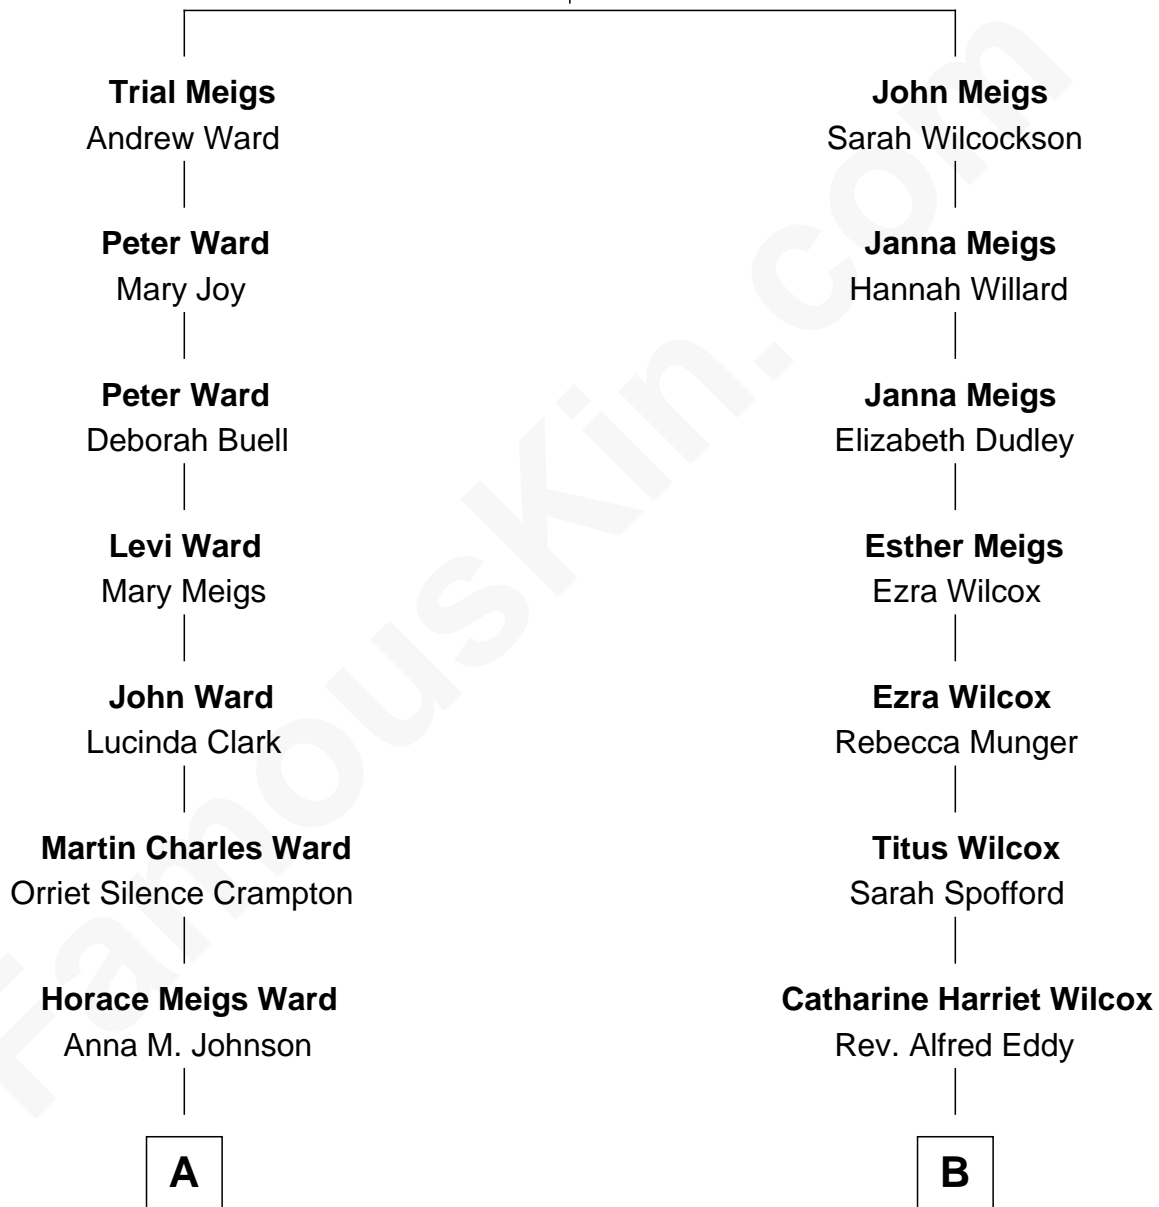 Trial Meigs
Andrew Ward
John Meigs
Sarah Wilcockson
Peter Ward
Mary Joy
Janna Meigs
Hannah Willard
Peter Ward
Deborah Buell
Janna Meigs
Elizabeth Dudley
Levi Ward
Mary Meigs
Esther Meigs
Ezra Wilcox
John Ward
Lucinda Clark
Ezra Wilcox
Rebecca Munger
Martin Charles Ward
Orriet Silence Crampton
Titus Wilcox
Sarah Spofford
Horace Meigs Ward
Anna M. Johnson
Catharine Harriet Wilcox
Rev. Alfred Eddy
A
B
FamousKin.com